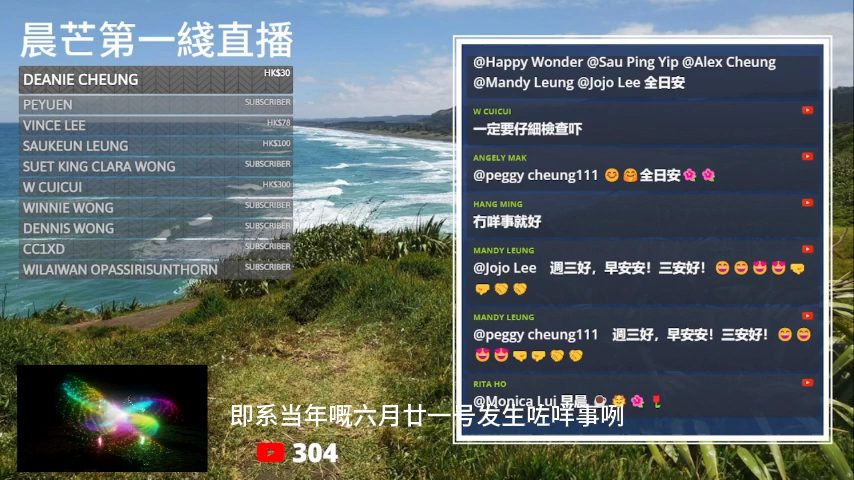 晨芒第一綫直播
DEANIE CHEUNG HK$30
PEYUEN SUBSCRIBER
VINCE LEE HK$78
SAUKEUN LEUNG HK$100
SUET KING CLARA WONG SUBSCRIBER
W CUICUI HK$300
WINNIE WONG SUBSCRIBER
DENNIS WONG SUBSCRIBER
CC1XD SUBSCRIBER
WILAIWAN OPASSIRISUNTHORN SUBSCRIBER
@Happy Wonder @Sau Ping Yip @Alex Cheung
@Mandy Leung @Jojo Lee 全日安
W CUICUI
一定要仔細檢查吓
ANGELY MAK
@peggy cheung111 😊 🤗 全日安🌺 🌺
HANG MING
冇咩事就好
MANDY LEUNG
@Jojo Lee 週三好，早安安！三安好！ 😄 😄 😍 😍 🤜
🤛 👏 👏
MANDY LEUNG
@peggy cheung111 週三好，早安安！三安好！ 😄 😄
😍 😍 🤜 🤛 👏 👏
RITA HO
@Monica Lui 早晨 ☕ 🤗 🌺 🌷
即系当年嘅六月廿一号发生咗咩事咧
304